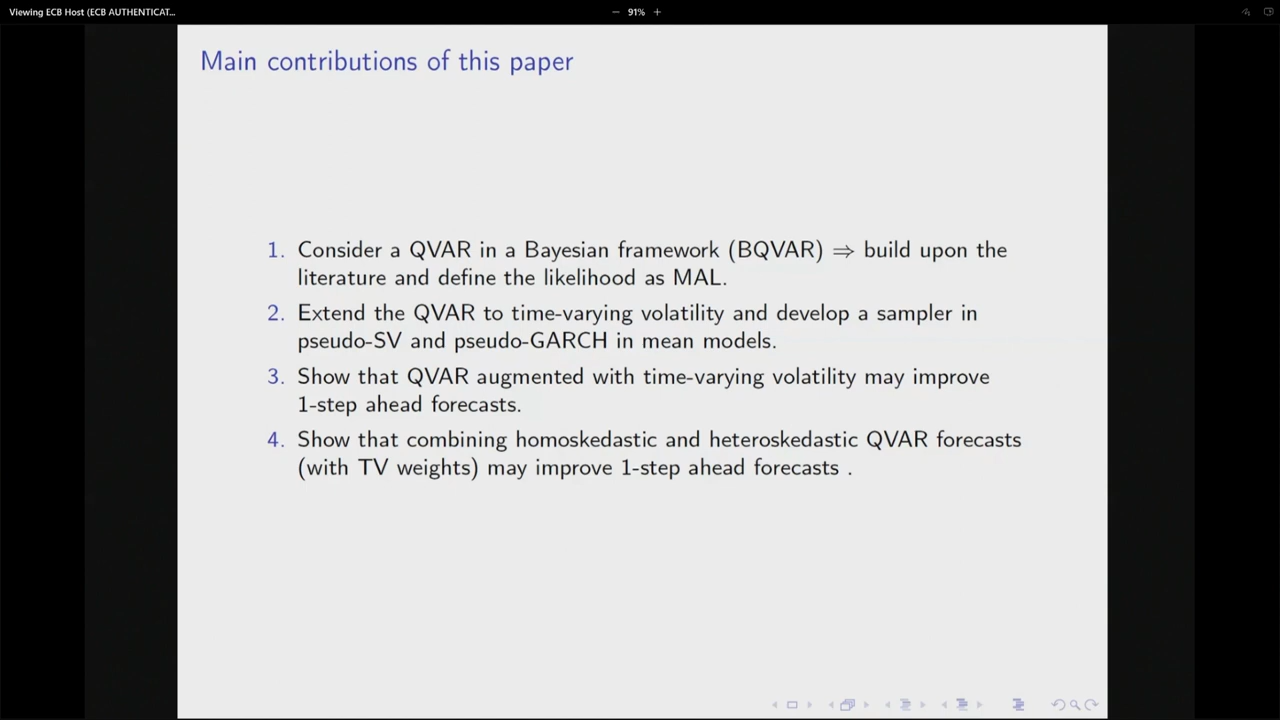 Viewing ECB Host (ECB AUTHENTICAT...
91%
Main contributions of this paper
1. Consider a QVAR in a Bayesian framework (BQVAR) ⇒ build upon the
literature and define the likelihood as MAL.
2. Extend the QVAR to time-varying volatility and develop a sampler in
pseudo-SV and pseudo-GARCH in mean models.
3. Show that QVAR augmented with time-varying volatility may improve
1-step ahead forecasts.
4. Show that combining homoskedastic and heteroskedastic QVAR forecasts
(with TV weights) may improve 1-step ahead forecasts .